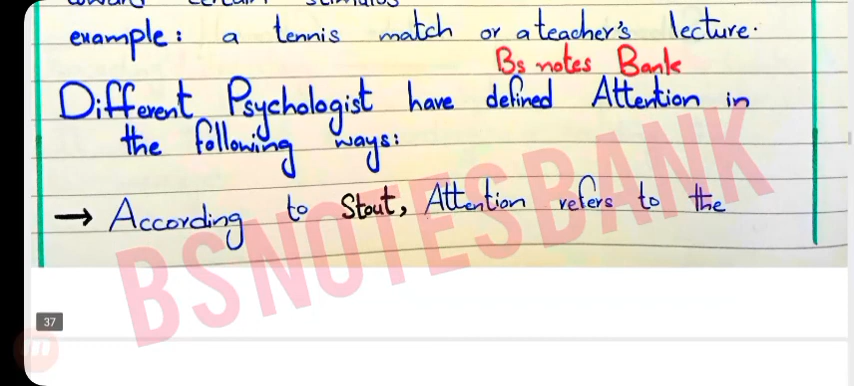 example: a tennis match or a teacher's lecture.
Bs notes Bank
Different Psychologist have defined Attention in
the following ways:
→ According to Stout, Attention refers to the
BSNOTESBANK
37